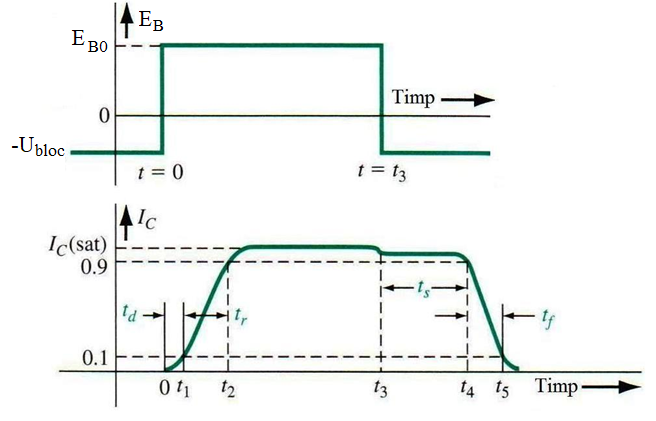 E_B
E_B0
Timp
0
-U_bloc
t = 0
t = t_3
I_C
I_C(sat)
0.9
t_s
t_d
t_r
t_f
0.1
0 t_1 t_2 t_3 t_4 t_5 Timp